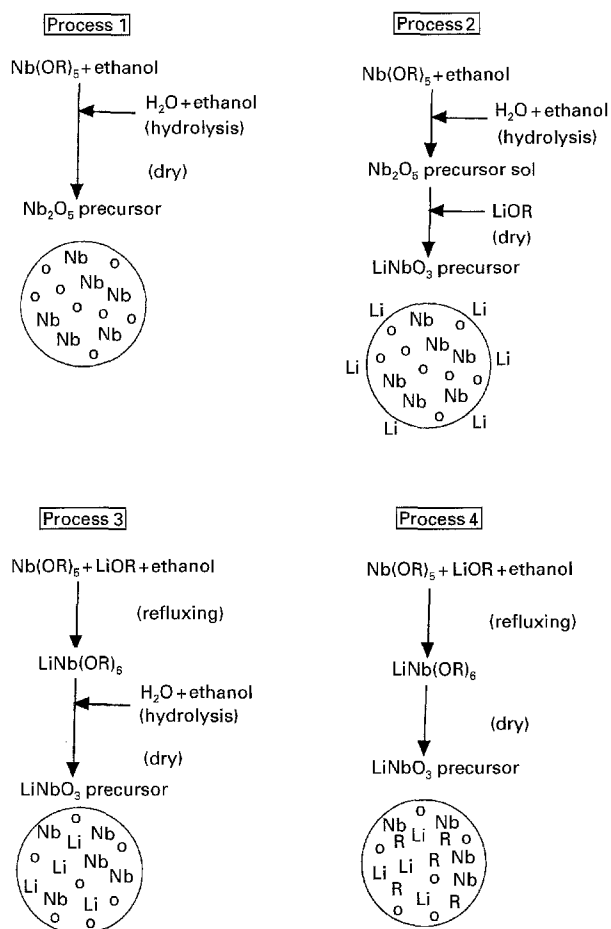 Process 1
Nb(OR)₅+ethanol
H₂O+ethanol
(hydrolysis)
(dry)
Nb₂O₅ precursor
Nb
o
o
Nb
o
o
Nb
o
o
Nb
o
Nb
Nb
o
Process 2
Nb(OR)₅+ethanol
H₂O+ethanol
(hydrolysis)
Nb₂O₅ precursor sol
LiOR
(dry)
LiNbO₃ precursor
Li
Li
o
Nb
o
o
o
Nb
Nb
Li
Li
o
o
Nb
o
Nb
Nb
o
Li
Li
Process 3
Nb(OR)₅+LiOR+ethanol
(refluxing)
LiNb(OR)₆
H₂O+ethanol
(hydrolysis)
(dry)
LiNbO₃ precursor
o
Nb
Nb
Li
o
o
Li
Nb
Nb
Li
o
Nb
Li
o
o
o
Process 4
Nb(OR)₅+LiOR+ethanol
(refluxing)
LiNb(OR)₆
(dry)
LiNbO₃ precursor
o
Nb
Nb
Li
R
R
o
o
Li
Li
R
Nb
o
Nb
R
Li
R
o
o